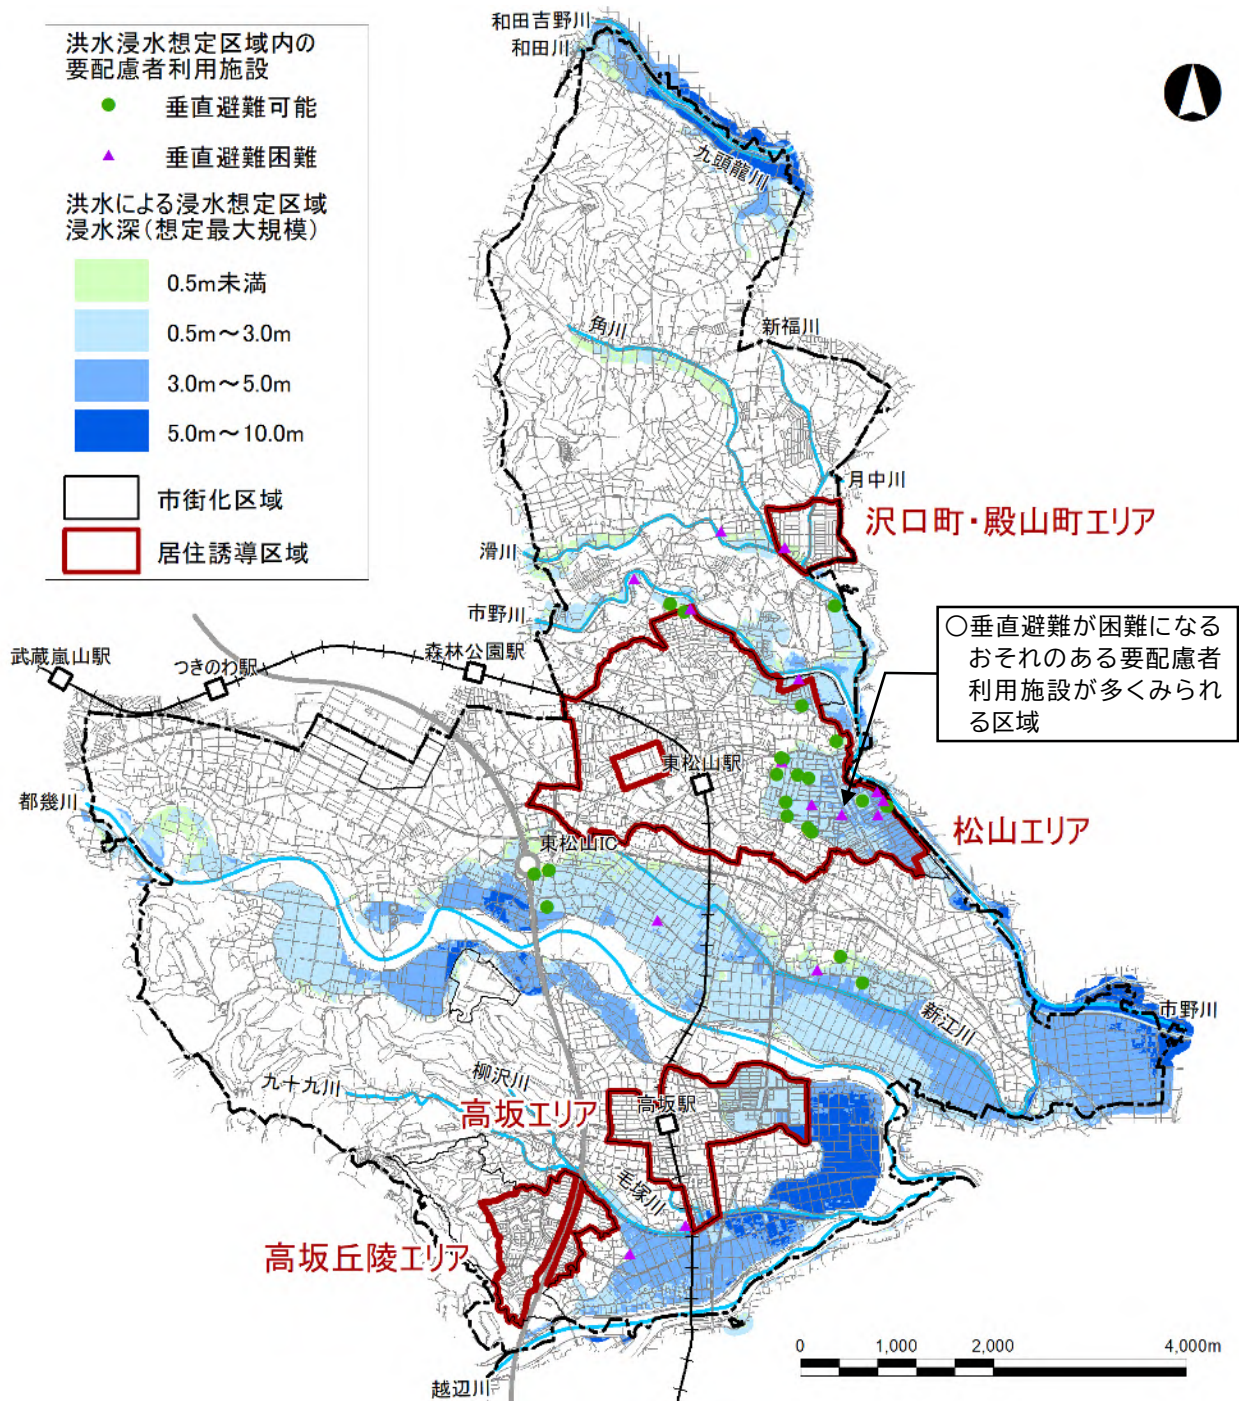 洪水浸水想定区域内の
要配慮者利用施設
垂直避難可能
垂直避難困難
洪水による浸水想定区域
浸水深(想定最大規模)
0.5m未満
0.5m～3.0m
3.0m～5.0m
5.0m～10.0m
市街化区域
居住誘導区域
和田吉野川
和田川
九頭龍川
角川
新福川
月中川
沢口町・殿山町エリア
滑川
市野川
○垂直避難が困難になる
おそれのある要配慮者
利用施設が多くみられ
る区域
武蔵嵐山駅
つきのわ駅
森林公園駅
東松山駅
都幾川
東松山IC
松山エリア
新江川
市野川
九十九川
柳沢川
高坂エリア
高坂駅
毛塚川
高坂丘陵エリア
越辺川
0
1,000
2,000
4,000m